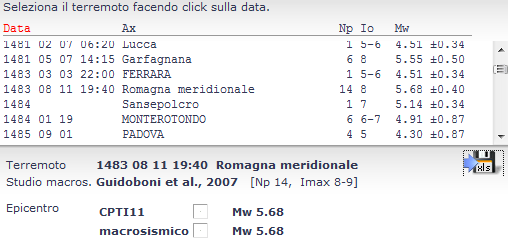 Seleziona il terremoto facendo click sulla data.
Data Ax Np Io Mw
1481 02 07 06:20 Lucca 1 5-6 4.51 ±0.34
1481 05 07 14:15 Garfagnana 6 8 5.55 ±0.50
1483 03 03 22:00 FERRARA 1 5-6 4.51 ±0.34
1483 08 11 19:40 Romagna meridionale 14 8 5.68 ±0.40
1484 Sansepolcro 1 7 5.14 ±0.34
1484 01 19 MONTEROTONDO 6 6-7 4.91 ±0.87
1485 09 01 PADOVA 4 5 4.30 ±0.87
Terremoto 1483 08 11 19:40 Romagna meridionale
Studio macros. Guidoboni et al., 2007 [Np 14, Imax 8-9]
xls
Epicentro CPTI11 Mw 5.68
macrosismico Mw 5.68